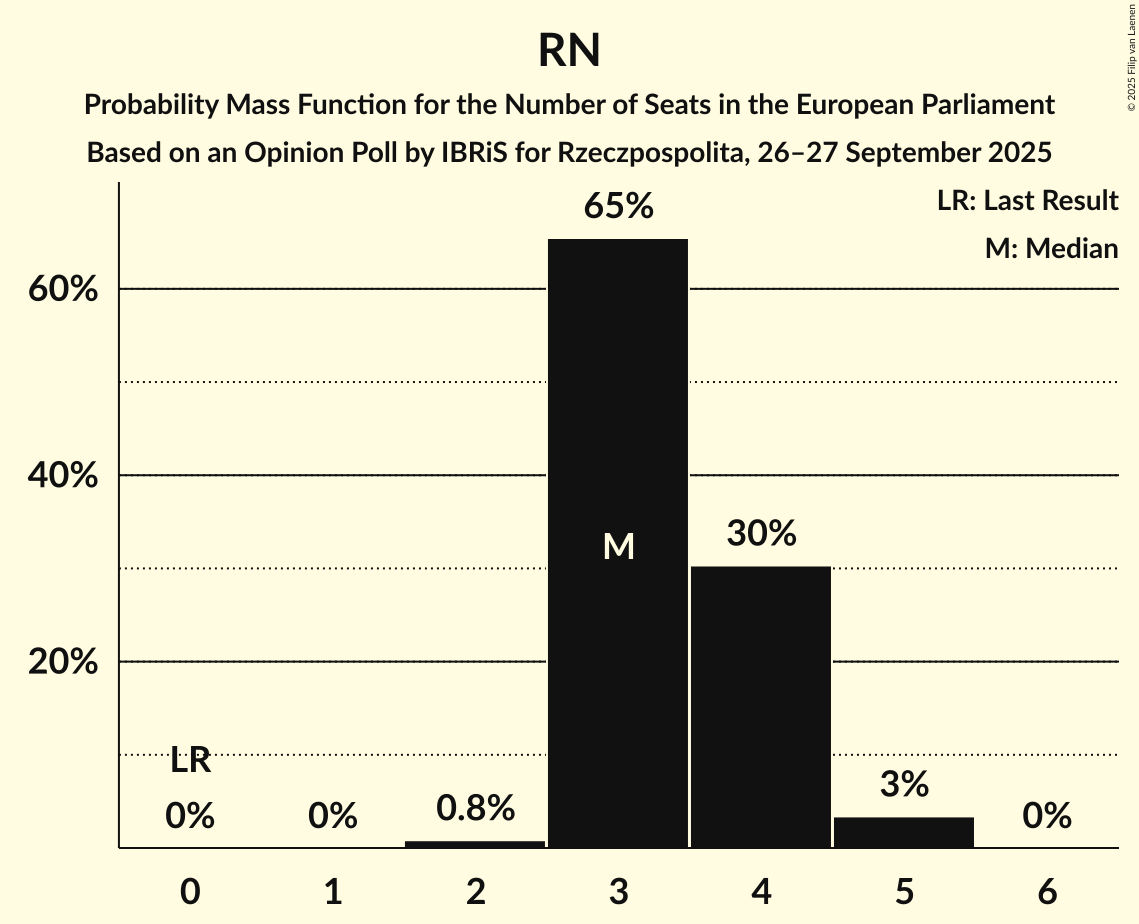 RN
Probability Mass Function for the Number of Seats in the European Parliament
Based on an Opinion Poll by IBRiS for Rzeczpospolita, 26–27 September 2025
© 2025 Filip van Laenen
LR: Last Result
M: Median
65%
60%
40%
30%
M
20%
LR
0%
0%
0.8%
3%
0%
0
1
2
3
4
5
6